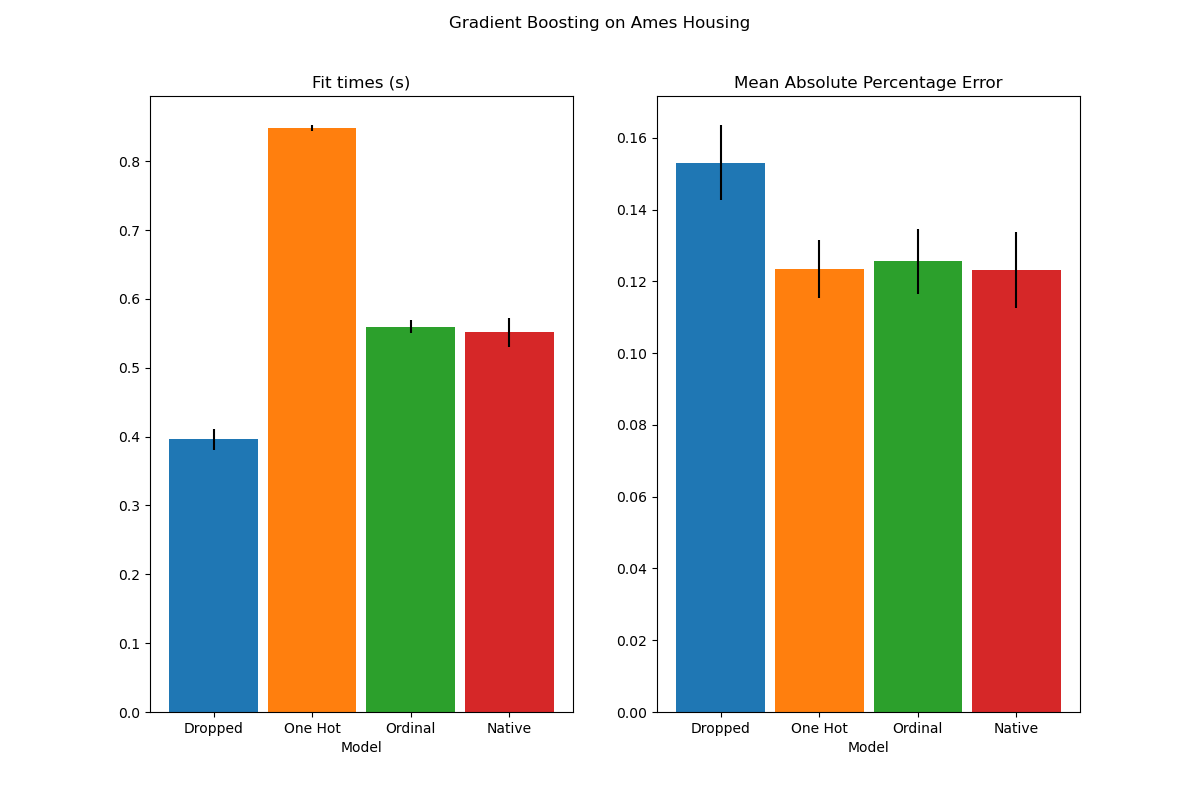 Gradient Boosting on Ames Housing
Fit times (s)
0.8
0.7
0.6
0.5
0.4
0.3
0.2
0.1
0.0
Dropped One Hot Ordinal Native
Model
Mean Absolute Percentage Error
0.16
0.14
0.12
0.10
0.08
0.06
0.04
0.02
0.00
Dropped One Hot Ordinal Native
Model